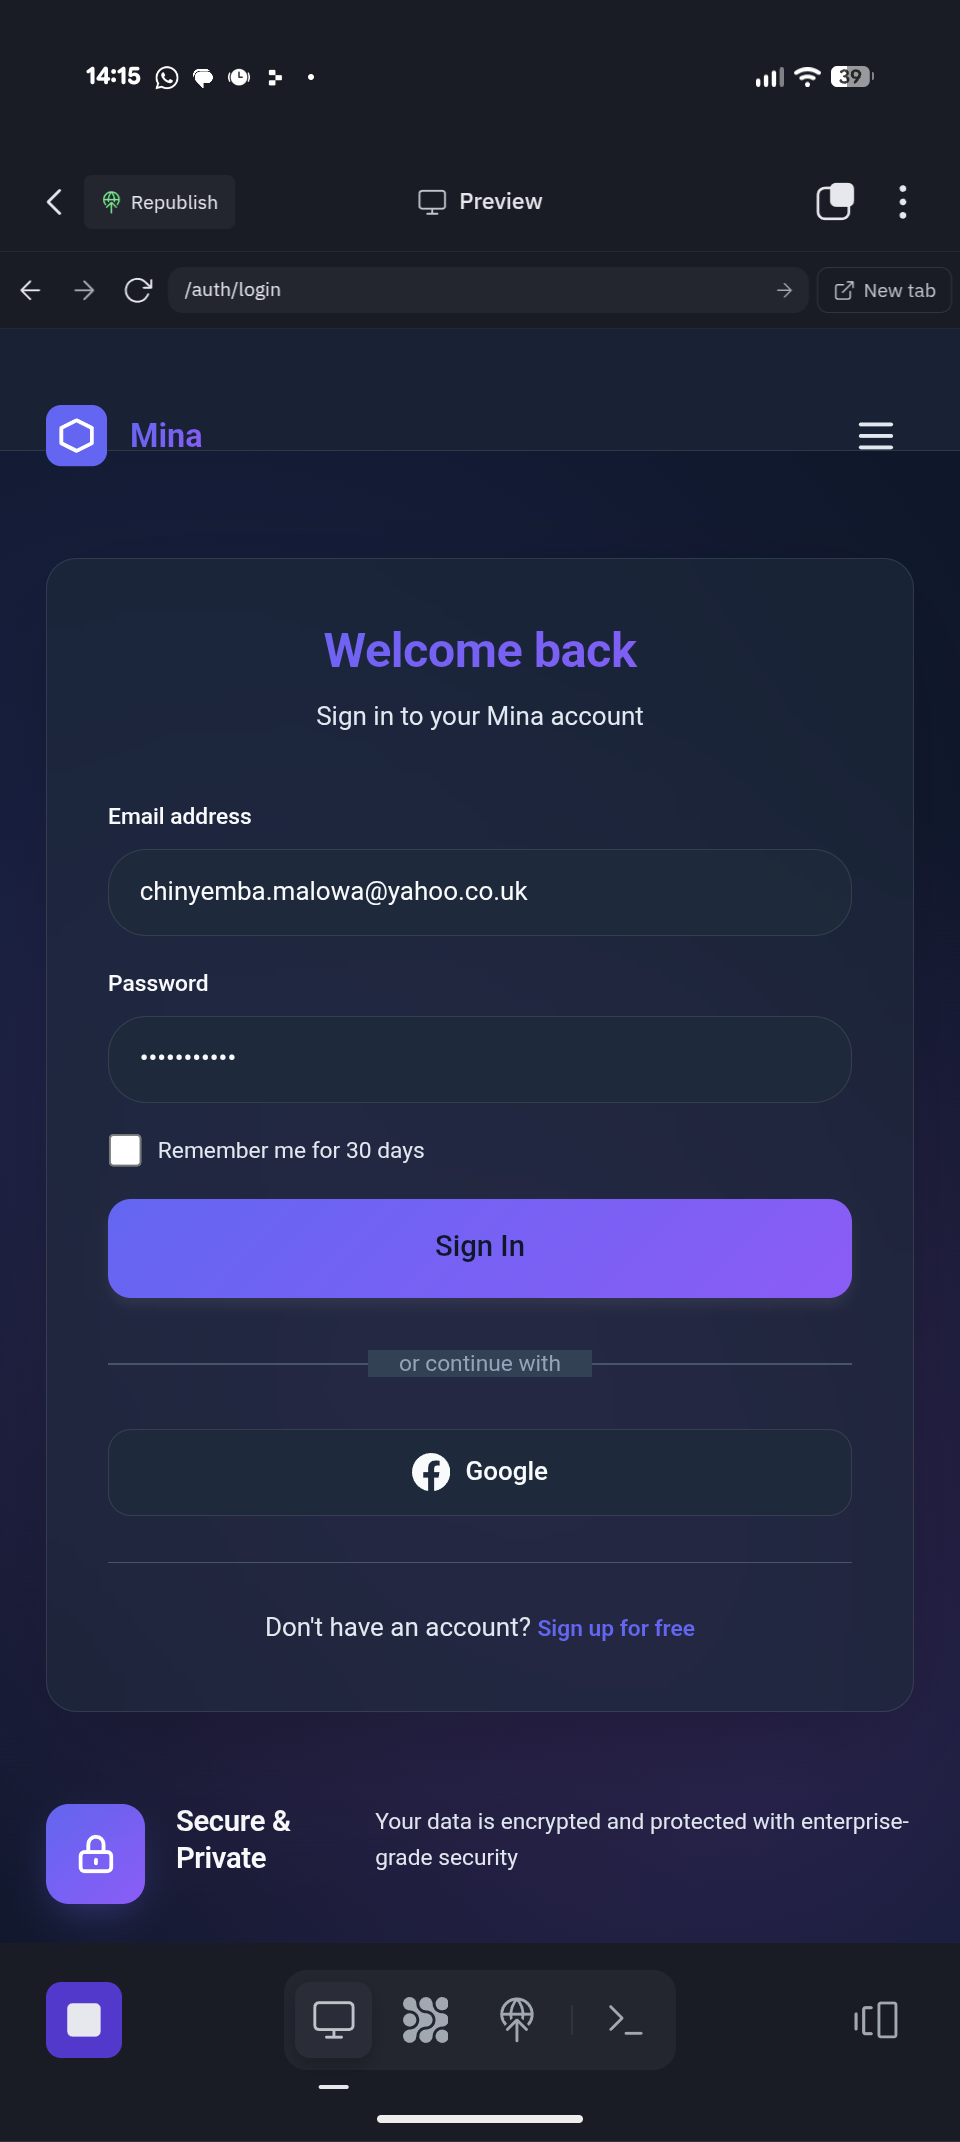 14:15
39
Republish
Preview
/auth/login
New tab
Mina
Welcome back
Sign in to your Mina account
Email address
chinyemba.malowa@yahoo.co.uk
Password
•••••••••••
Remember me for 30 days
Sign In
or continue with
Google
Don't have an account? Sign up for free
Secure &
Private
Your data is encrypted and protected with enterprise-
grade security